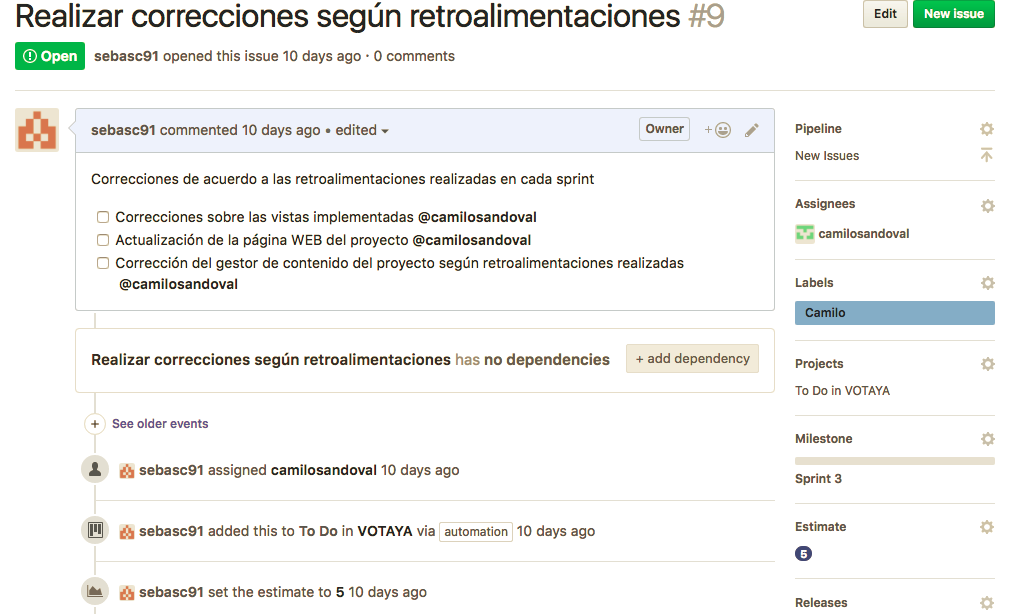 Realizar correcciones según retroalimentaciones #9
Edit
New issue
Open
sebasc91 opened this issue 10 days ago · 0 comments
sebasc91 commented 10 days ago • edited
Owner
+
Correcciones de acuerdo a las retroalimentaciones realizadas en cada sprint
Correcciones sobre las vistas implementadas @camilosandoval
Actualización de la página WEB del proyecto @camilosandoval
Corrección del gestor de contenido del proyecto según retroalimentaciones realizadas
@camilosandoval
Realizar correcciones según retroalimentaciones has no dependencies
+ add dependency
See older events
sebasc91 assigned camilosandoval 10 days ago
sebasc91 added this to To Do in VOTAYA via automation 10 days ago
sebasc91 set the estimate to 5 10 days ago
Pipeline
New Issues
Assignees
camilosandoval
Labels
Camilo
Projects
To Do in VOTAYA
Milestone
Sprint 3
Estimate
5
Releases